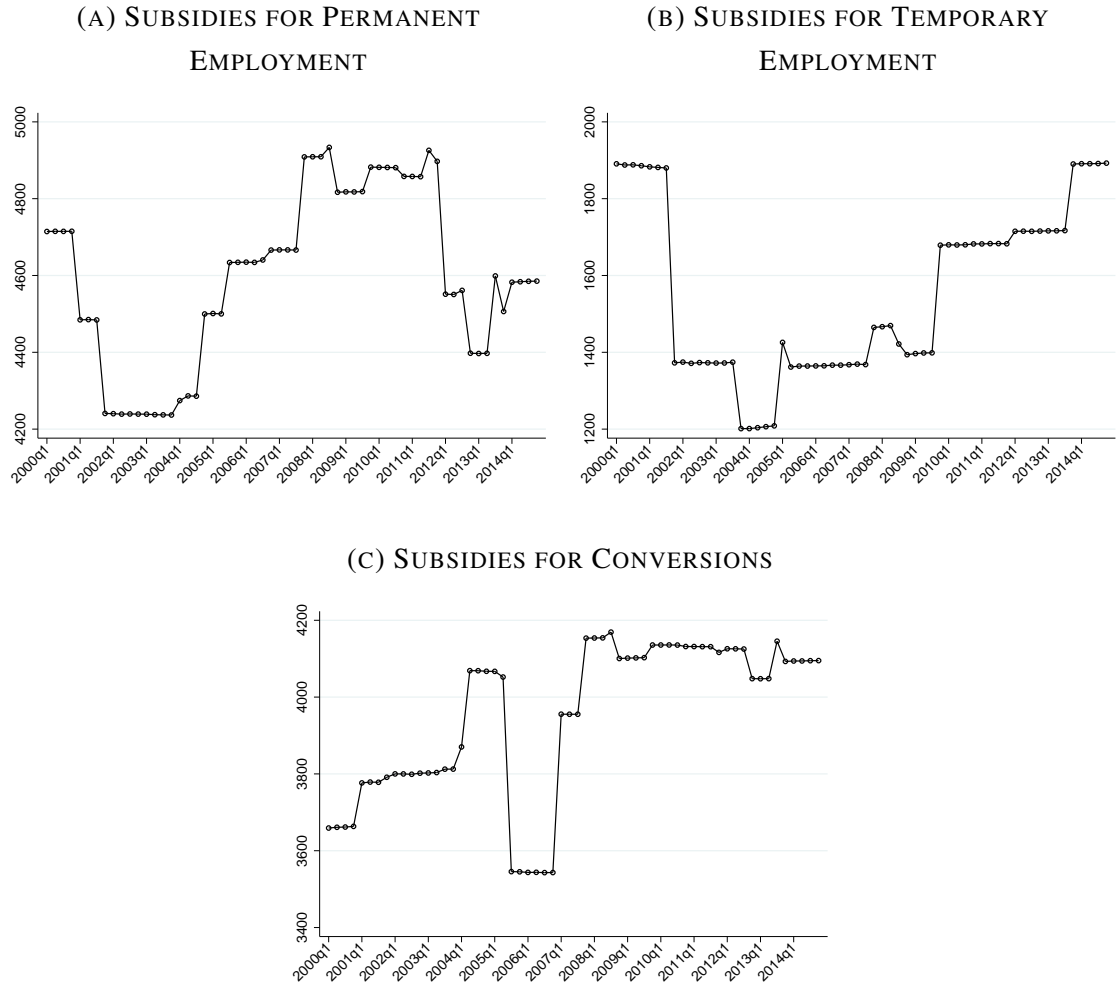 (A) SUBSIDIES FOR PERMANENT
EMPLOYMENT
(B) SUBSIDIES FOR TEMPORARY
EMPLOYMENT
5000
4800
4600
4400
4200
2000q1
2001q1
2002q1
2003q1
2004q1
2005q1
2006q1
2007q1
2008q1
2009q1
2010q1
2011q1
2012q1
2013q1
2014q1
2000
1800
1600
1400
1200
2000q1
2001q1
2002q1
2003q1
2004q1
2005q1
2006q1
2007q1
2008q1
2009q1
2010q1
2011q1
2012q1
2013q1
2014q1
(C) SUBSIDIES FOR CONVERSIONS
4200
4000
3800
3600
3400
2000q1
2001q1
2002q1
2003q1
2004q1
2005q1
2006q1
2007q1
2008q1
2009q1
2010q1
2011q1
2012q1
2013q1
2014q1